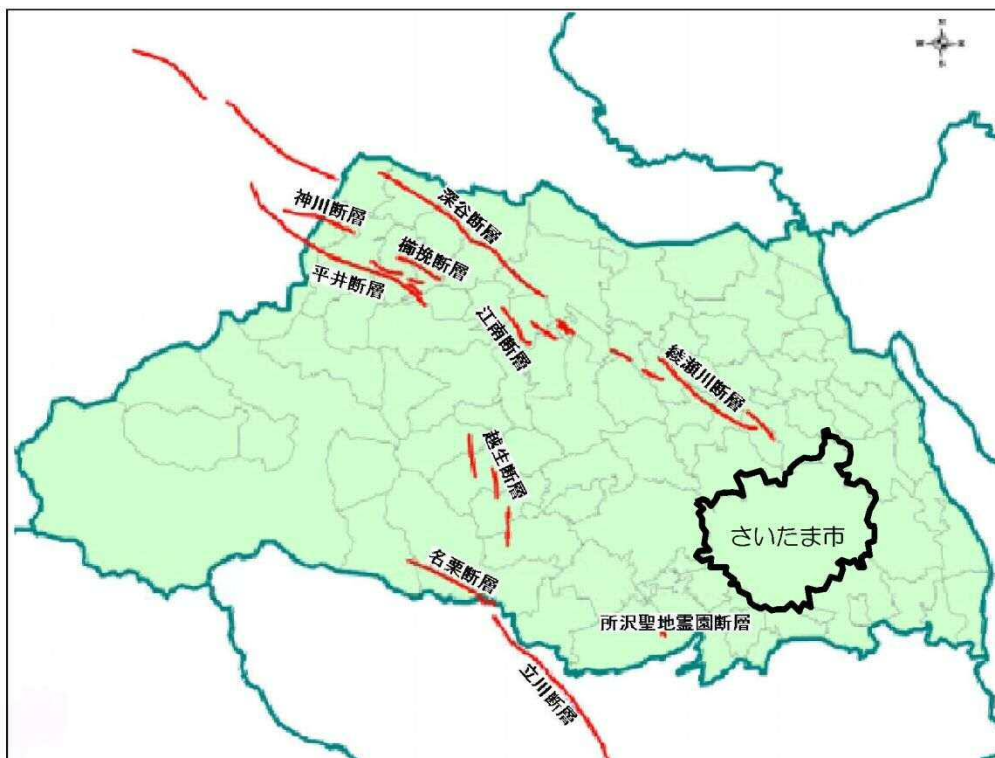 N
W
E
S
神川断層
深谷断層
櫛挽断層
平井断層
江南断層
綾瀬川断層
越生断層
さいたま市
名栗断層
所沢聖地霊園断層
立川断層